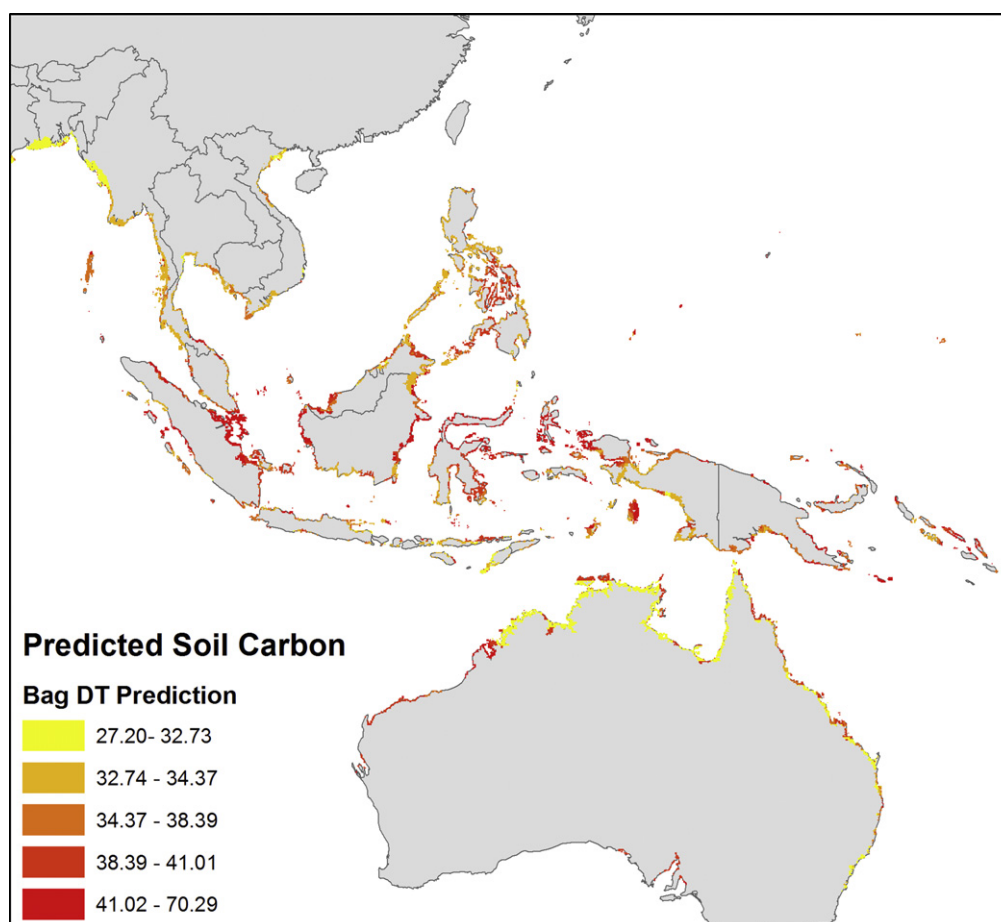 Predicted Soil Carbon
Bag DT Prediction
27.20- 32.73
32.74 - 34.37
34.37 - 38.39
38.39 - 41.01
41.02 - 70.29